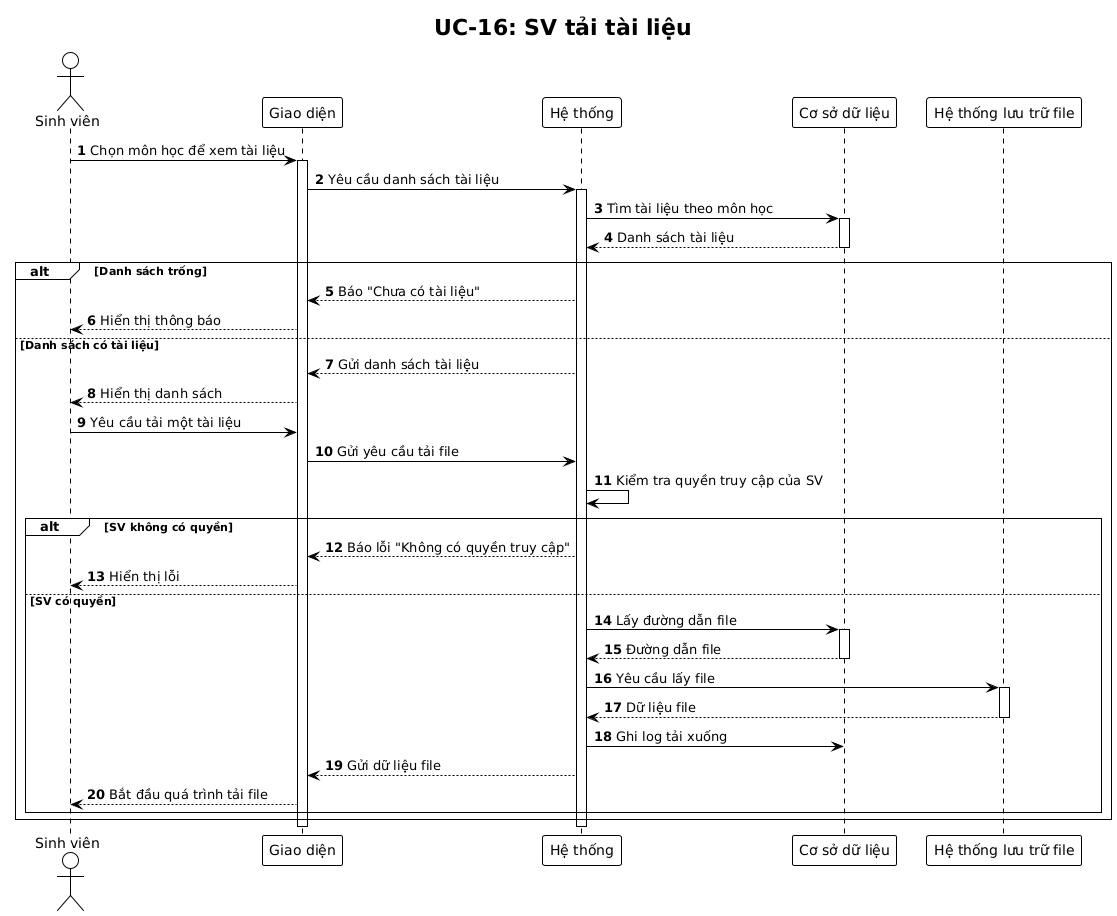 UC-16: SV tải tài liệu
Sinh viên
Giao diện
Hệ thống
Cơ sở dữ liệu
Hệ thống lưu trữ file
1 Chọn môn học để xem tài liệu
2 Yêu cầu danh sách tài liệu
3 Tìm tài liệu theo môn học
4 Danh sách tài liệu
alt [Danh sách trống]
5 Báo "Chưa có tài liệu"
6 Hiển thị thông báo
[Danh sách có tài liệu]
7 Gửi danh sách tài liệu
8 Hiển thị danh sách
9 Yêu cầu tải một tài liệu
10 Gửi yêu cầu tải file
11 Kiểm tra quyền truy cập của SV
alt [SV không có quyền]
12 Báo lỗi "Không có quyền truy cập"
13 Hiển thị lỗi
[SV có quyền]
14 Lấy đường dẫn file
15 Đường dẫn file
16 Yêu cầu lấy file
17 Dữ liệu file
18 Ghi log tải xuống
19 Gửi dữ liệu file
20 Bắt đầu quá trình tải file
Sinh viên
Giao diện
Hệ thống
Cơ sở dữ liệu
Hệ thống lưu trữ file